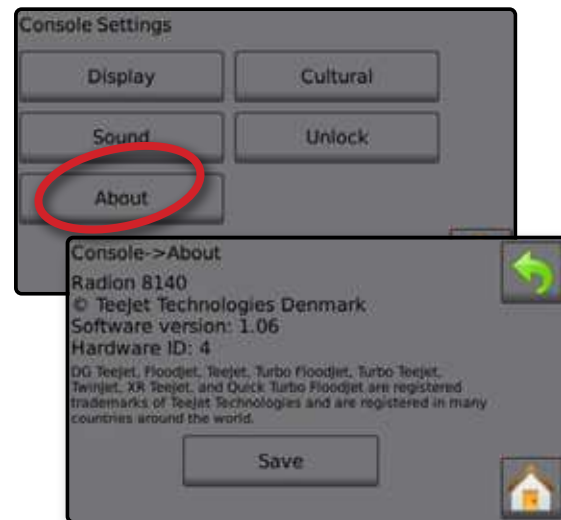 Console Settings
Display
Cultural
Sound
Unlock
About
Console->About
Radion 8140
© TeeJet Technologies Denmark
Software version: 1.06
Hardware ID: 4
DG TeeJet, FloodJet, TeeJet, Turbo FloodJet, Turbo TeeJet,
TwinJet, XR TeeJet, and Quick Turbo FloodJet are registered
trademarks of TeeJet Technologies and are registered in many
countries around the world.
Save